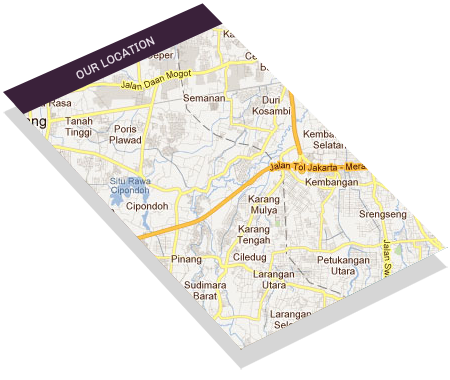 OUR LOCATION
Ka
eper
Ce
Jalan Daan Mogot
Semanan
Duri
Kosambi
Rasa
ang
Tanah
Tinggi
Poris
Plawad
Kemba
Selatan
Jalan Tol Jakarta - Mera
Situ Rawa
Cipondoh
Kembangan
Cipondoh
Karang
Mulya
Srengseng
Karang
Tengah
Jalan Sw
Pinang
Ciledug
Petukangan
Utara
Larangan
Utara
Sudimara
Barat
Larangan
Sela